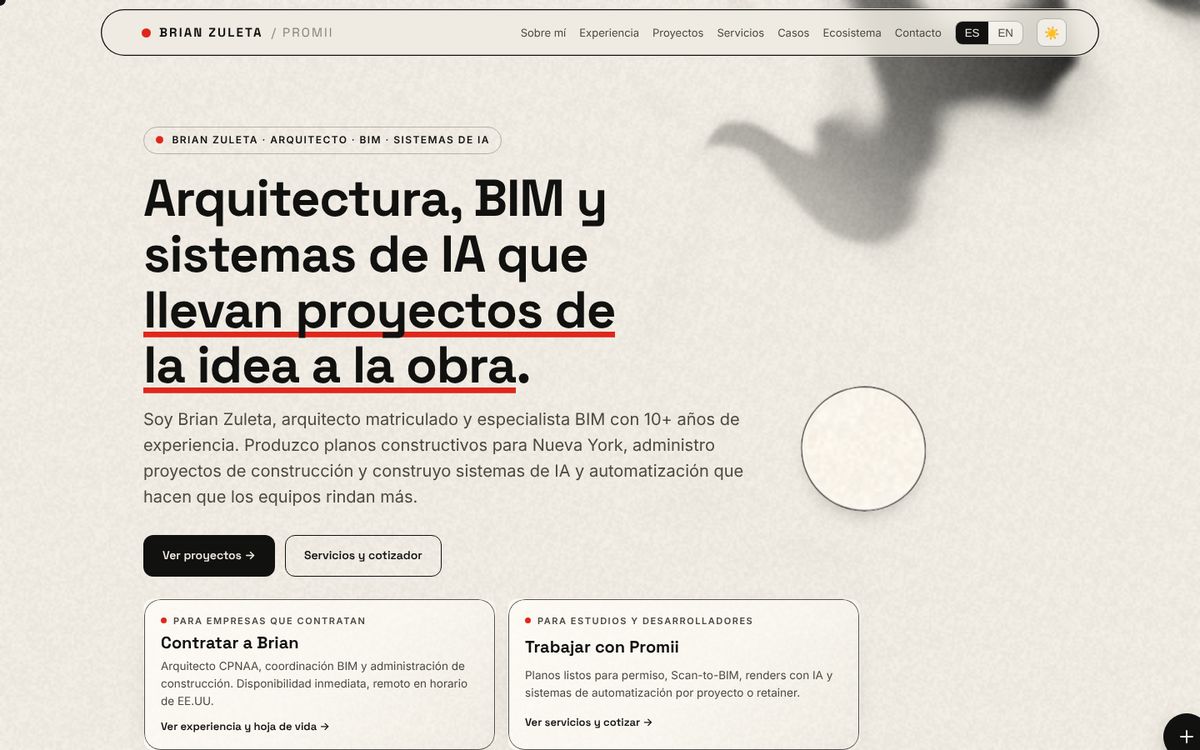 BRIAN ZULETA / PROMII
Sobre mí Experiencia Proyectos Servicios Casos Ecosistema Contacto ES EN
BRIAN ZULETA · ARQUITECTO · BIM · SISTEMAS DE IA
Arquitectura, BIM y
sistemas de IA que
llevan proyectos de
la idea a la obra.
Soy Brian Zuleta, arquitecto matriculado y especialista BIM con 10+ años de
experiencia. Produzco planos constructivos para Nueva York, administro
proyectos de construcción y construyo sistemas de IA y automatización que
hacen que los equipos rindan más.
Ver proyectos →
Servicios y cotizador
PARA EMPRESAS QUE CONTRATAN
Contratar a Brian
Arquitecto CPNAA, coordinación BIM y administración de
construcción. Disponibilidad inmediata, remoto en horario
de EE.UU.
Ver experiencia y hoja de vida →
PARA ESTUDIOS Y DESARROLLADORES
Trabajar con Promii
Planos listos para permiso, Scan-to-BIM, renders con IA y
sistemas de automatización por proyecto o retainer.
Ver servicios y cotizar →
+